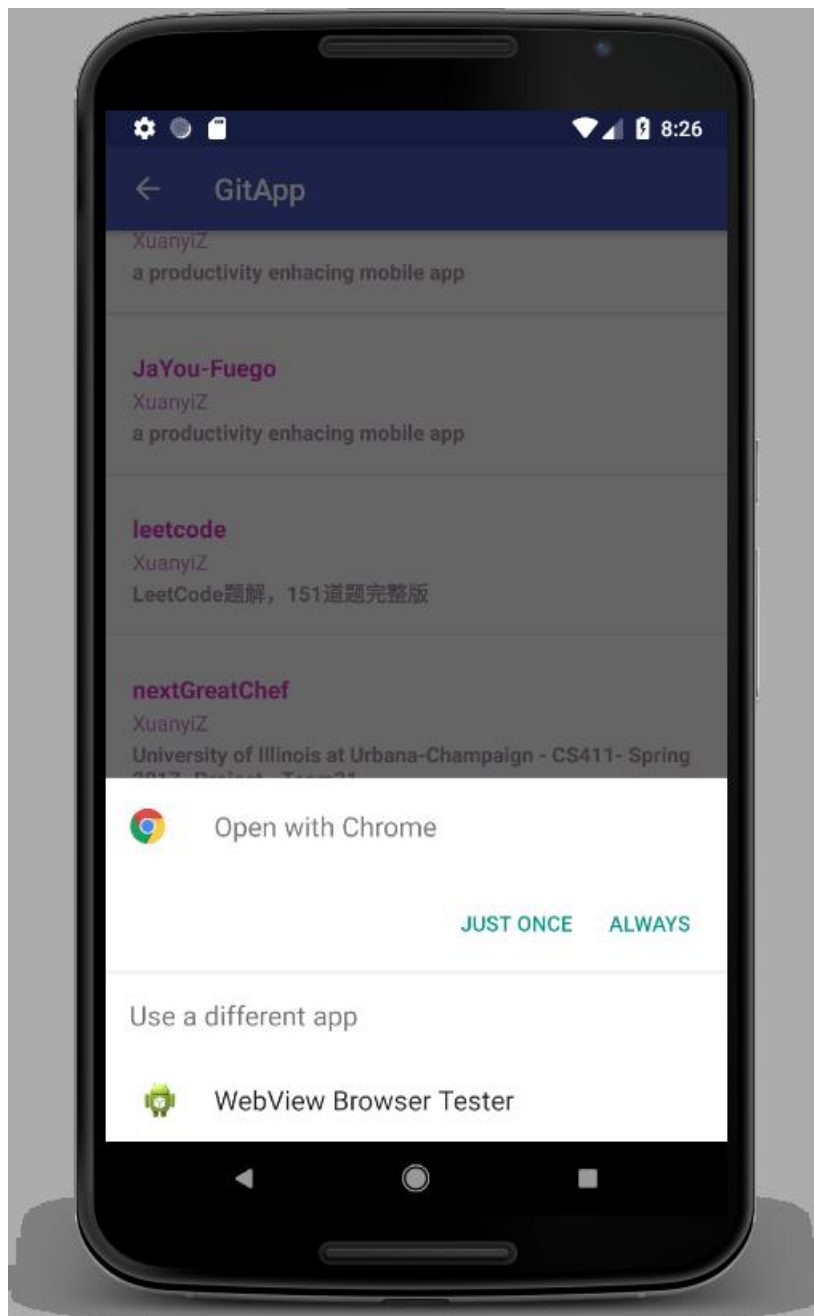 8:26
GitApp
XuanyiZ
a productivity enhacing mobile app
JaYou-Fuego
XuanyiZ
a productivity enhacing mobile app
leetcode
XuanyiZ
LeetCode题解，151道题完整版
nextGreatChef
XuanyiZ
University of Illinois at Urbana-Champaign - CS411- Spring
2017- Project - Team21
Open with Chrome
JUST ONCE ALWAYS
Use a different app
WebView Browser Tester